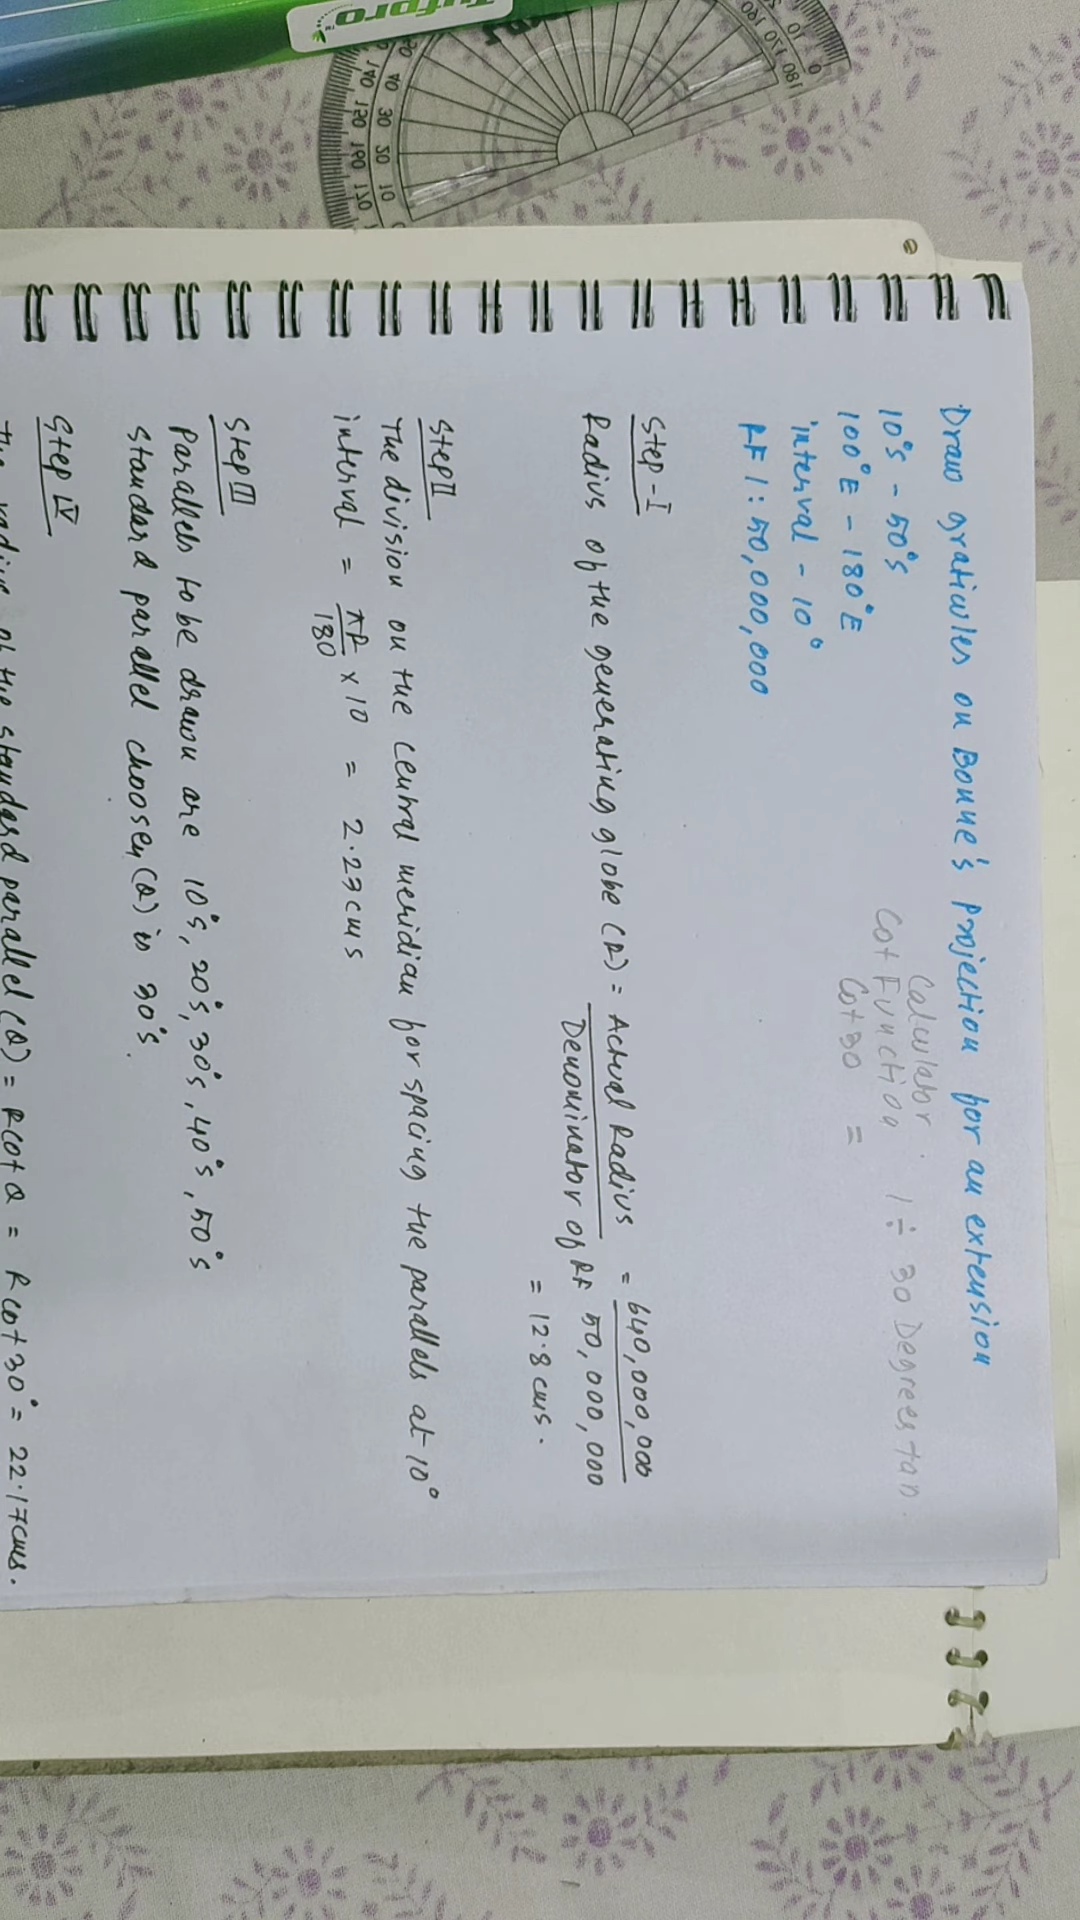 Draw graticules on Bonne's projection for an extension
10°S - 50°S
100°E - 180°E
interval - 10°
RF 1: 50,000,000
Calculator
Cot Function 1 ÷ 30 Degrees tan
Cot 30 =
Step-I
Radius of the generating globe (R) = Actual Radius = 640,000,000
Denominator of RF 50,000,000
= 12.8 cms.
Step II
The division on the central meridian for spacing the parallels at 10°
interval = πR × 10 = 2.23 cms
180
Step III
Parallels to be drawn are 10°S, 20°S, 30°S, 40°S, 50°S
standard parallel choosen (Q) is 30°S.
Step IV
The radius of the standard parallel (Q) = R cot Q = R cot 30° = 22.17cms.